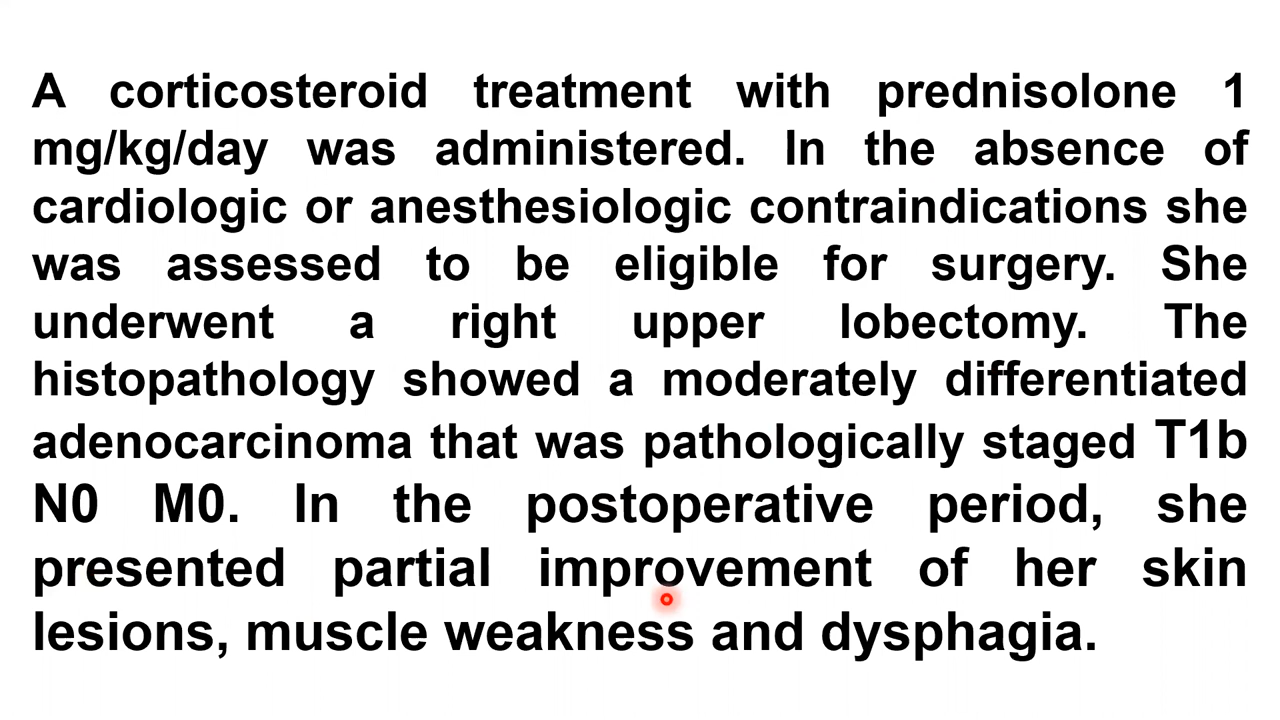 A corticosteroid treatment with prednisolone 1
mg/kg/day was administered. In the absence of
cardiologic or anesthesiologic contraindications she
was assessed to be eligible for surgery. She
underwent a right upper lobectomy. The
histopathology showed a moderately differentiated
adenocarcinoma that was pathologically staged T1b
N0 M0. In the postoperative period, she
presented partial improvement of her skin
lesions, muscle weakness and dysphagia.